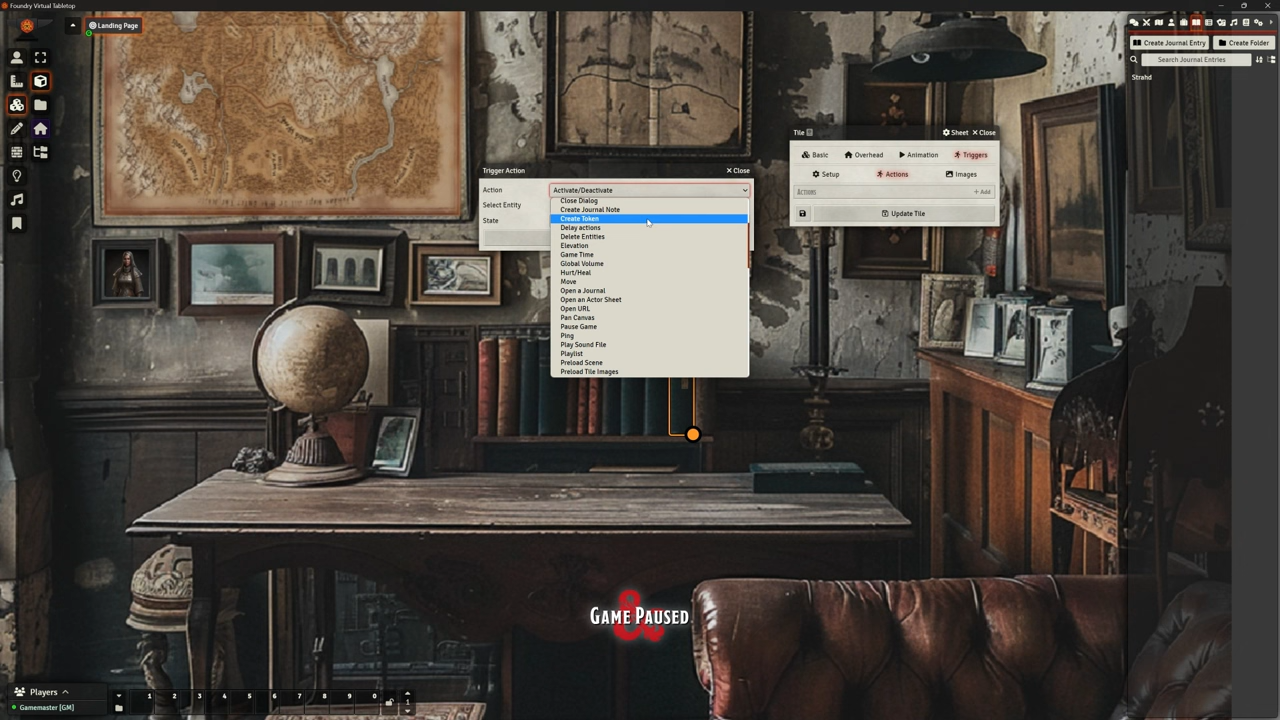 Foundry Virtual Tabletop
Landing Page
Create Journal Entry
Create Folder
Search Journal Entries
Strahd
Tile
Sheet
Close
Basic
Overhead
Animation
Triggers
Setup
Actions
Images
Actions
+ Add
Update Tile
Trigger Action
Close
Action
Activate/Deactivate
Select Entity
State
Close Dialog
Create Journal Note
Create Token
Delay actions
Delete Entities
Elevation
Game Time
Global Volume
Hurt/Heal
Move
Open a Journal
Open an Actor Sheet
Open URL
Pan Canvas
Pause Game
Ping
Play Sound File
Playlist
Preload Scene
Preload Tile Images
Game Paused
Players
Gamemaster [GM]
1 2 3 4 5 6 7 8 9 0
1